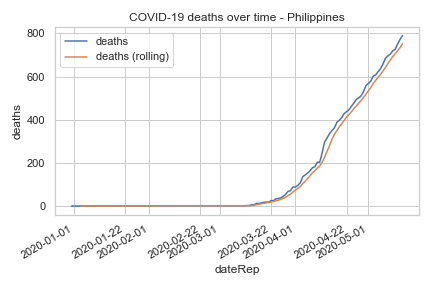 COVID-19 deaths over time - Philippines
deaths
deaths (rolling)
800
600
400
200
0
deaths
2020-01-01
2020-01-22
2020-02-01
2020-02-22
2020-03-01
2020-03-22
2020-04-01
2020-04-22
2020-05-01
dateRep